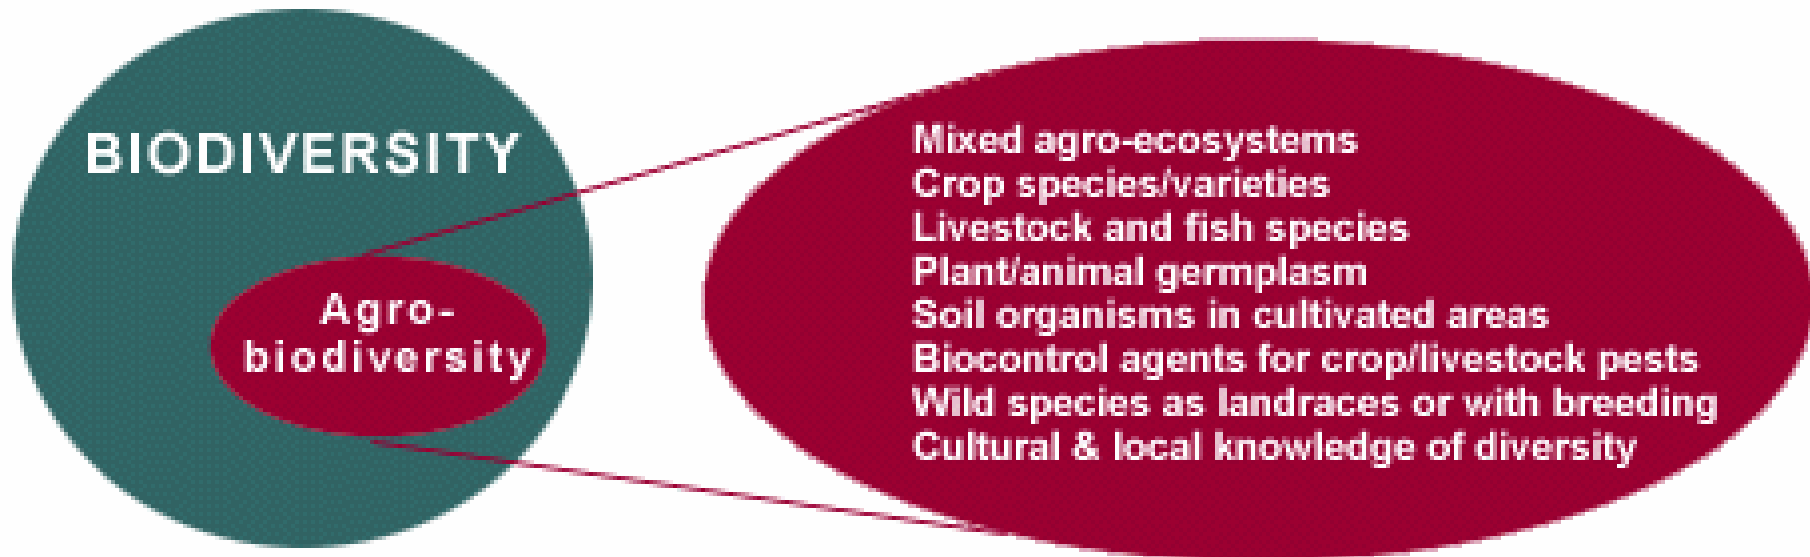 BIODIVERSITY
Agro-
biodiversity
Mixed agro-ecosystems
Crop species/varieties
Livestock and fish species
Plant/animal germplasm
Soil organisms in cultivated areas
Biocontrol agents for crop/livestock pests
Wild species as landraces or with breeding
Cultural & local knowledge of diversity